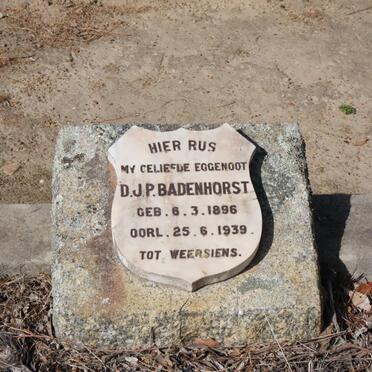 HIER RUS
MY GELIEFDE EGGENOOT
D.J.P. BADENHORST
GEB. 6.3.1896
OORL. 25.6.1939.
TOT WEERSIENS.